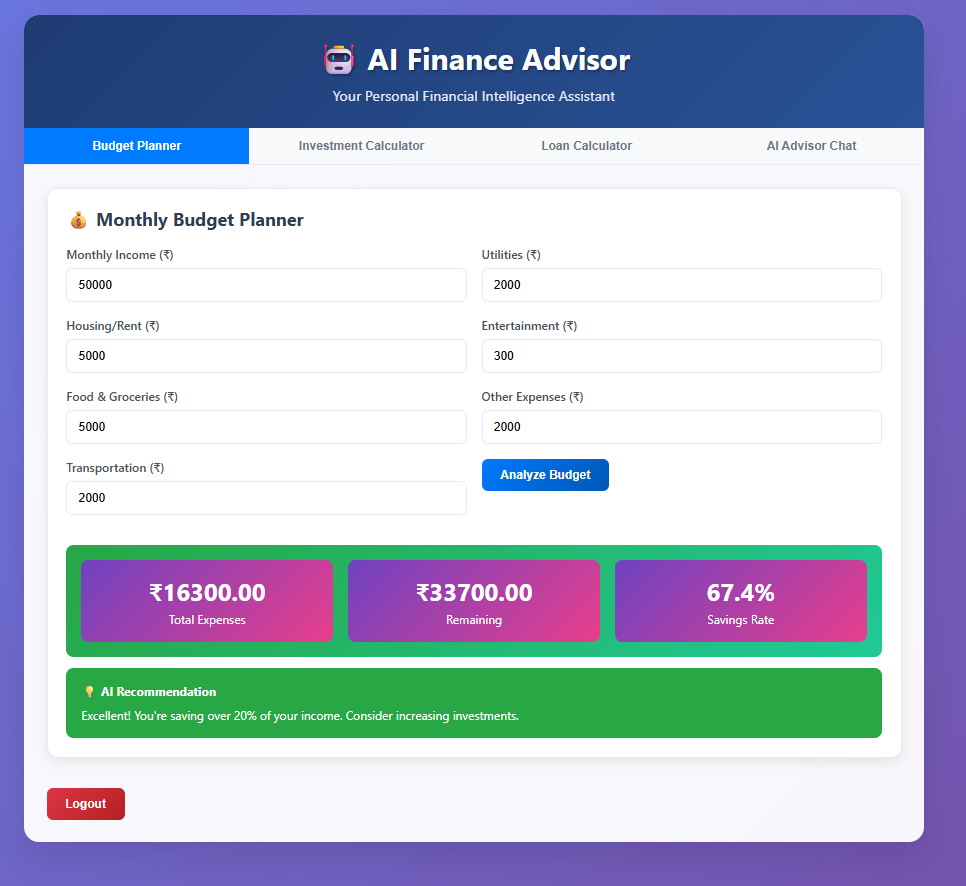 AI Finance Advisor
Your Personal Financial Intelligence Assistant
Budget Planner
Investment Calculator
Loan Calculator
AI Advisor Chat
Monthly Budget Planner
Monthly Income (₹)
50000
Utilities (₹)
2000
Housing/Rent (₹)
5000
Entertainment (₹)
300
Food & Groceries (₹)
5000
Other Expenses (₹)
2000
Transportation (₹)
2000
Analyze Budget
₹16300.00
Total Expenses
₹33700.00
Remaining
67.4%
Savings Rate
AI Recommendation
Excellent! You're saving over 20% of your income. Consider increasing investments.
Logout